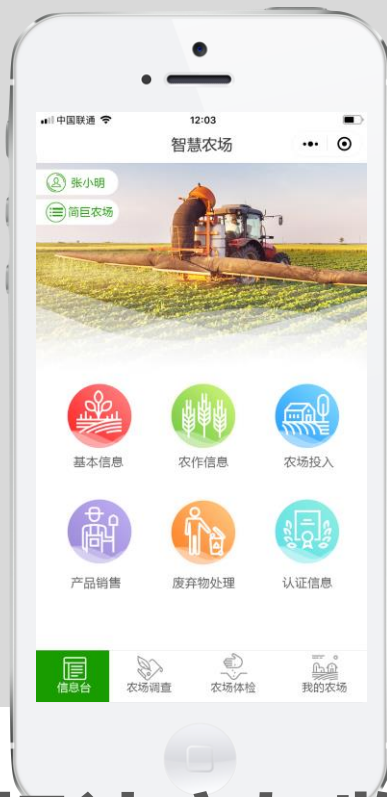 中国联通 12:03
智慧农场
张小明
简巨农场
基本信息 农作信息 农场投入
产品销售 废弃物处理 认证信息
信息台 农场调查 农场体检 我的农场